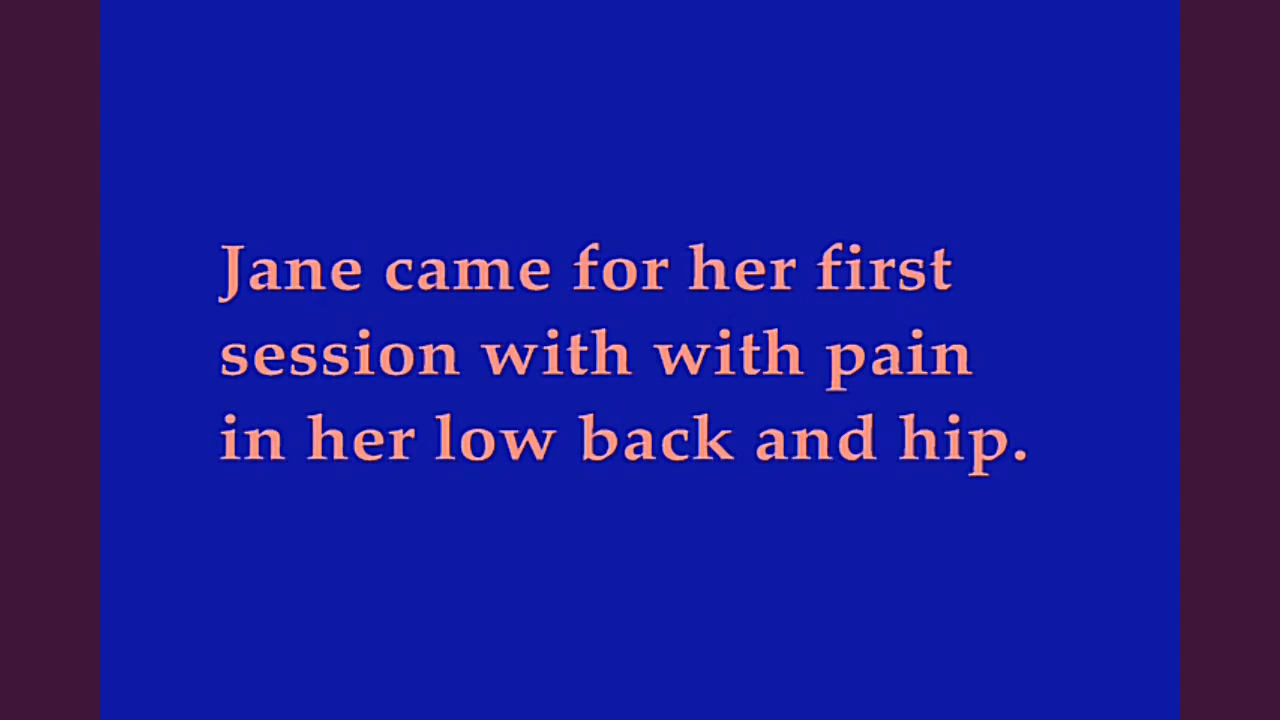 Jane came for her first
session with with pain
in her low back and hip.